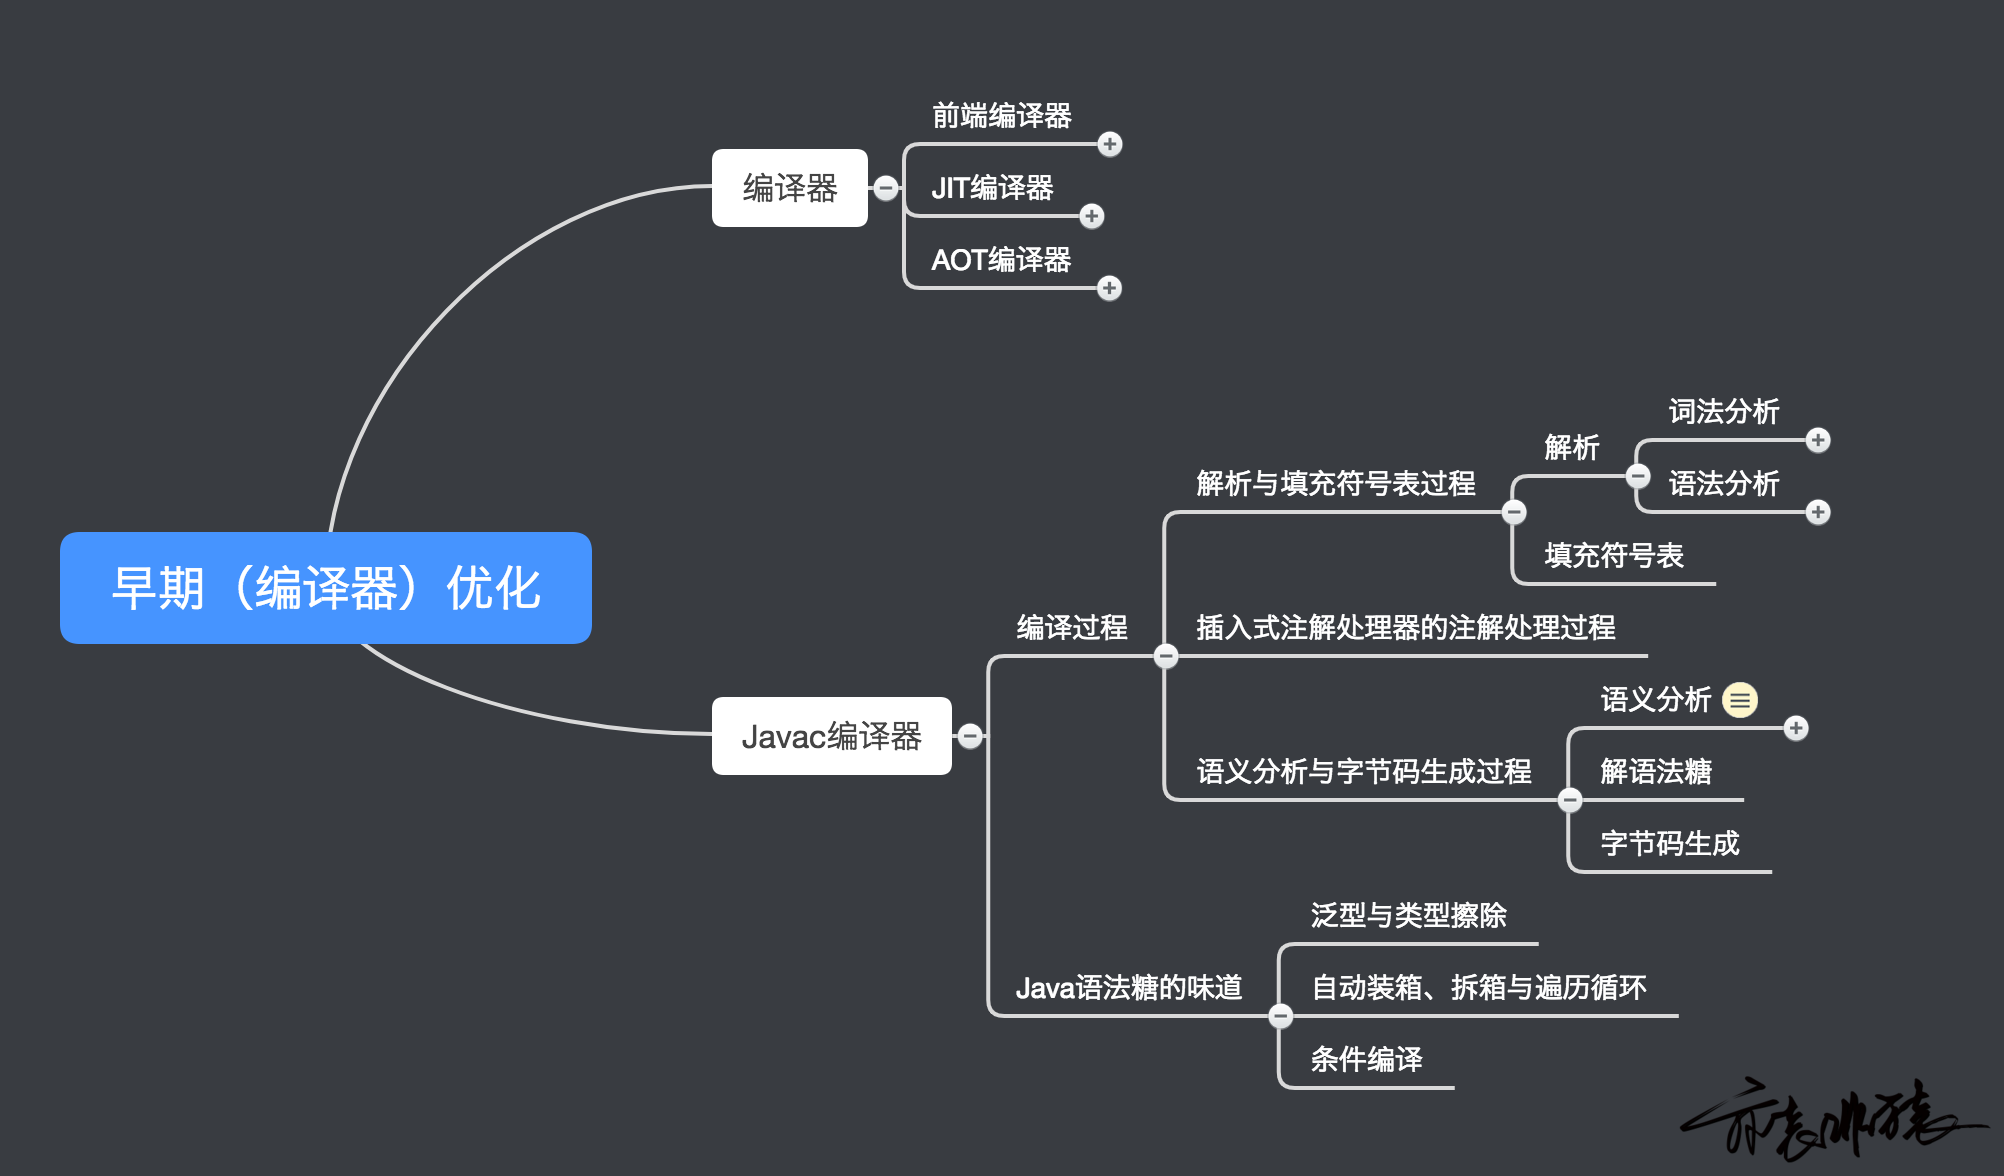 早期（编译器）优化
编译器
前端编译器
JIT编译器
AOT编译器
Javac编译器
编译过程
解析与填充符号表过程
解析
词法分析
语法分析
填充符号表
插入式注解处理器的注解处理过程
语义分析与字节码生成过程
语义分析
解语法糖
字节码生成
Java语法糖的味道
泛型与类型擦除
自动装箱、拆箱与遍历循环
条件编译